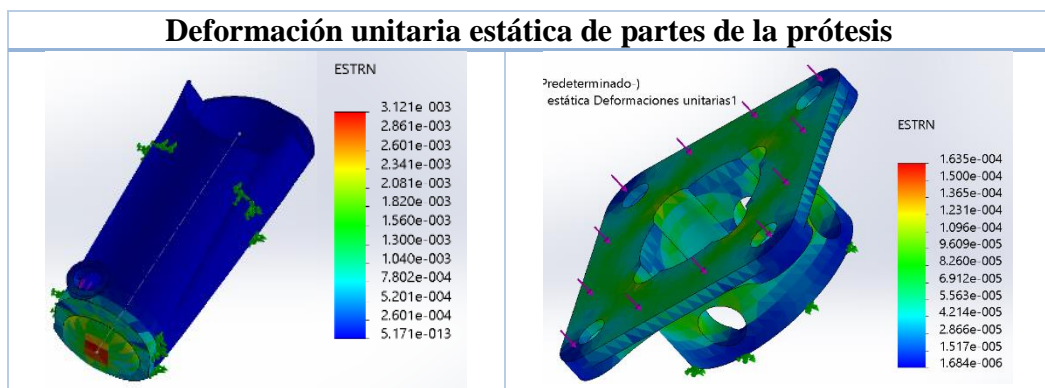 Deformación unitaria estática de partes de la prótesis
ESTRN
3.121e 003
2.861e-003
2.601e-003
2.341e-003
2.081e 003
1.820e 003
1.560e 003
1.300e 003
1.040e-003
7.802e-004
5.201e-004
2.601e-004
5.171e-013
Predeterminado-)
estática Deformaciones unitarias1
ESTRN
1.635e-004
1.500e-004
1.365e-004
1.231e-004
1.096e-004
9.609e-005
8.260e-005
6.912e-005
5.563e-005
4.214e-005
2.866e-005
1.517e-005
1.684e-006